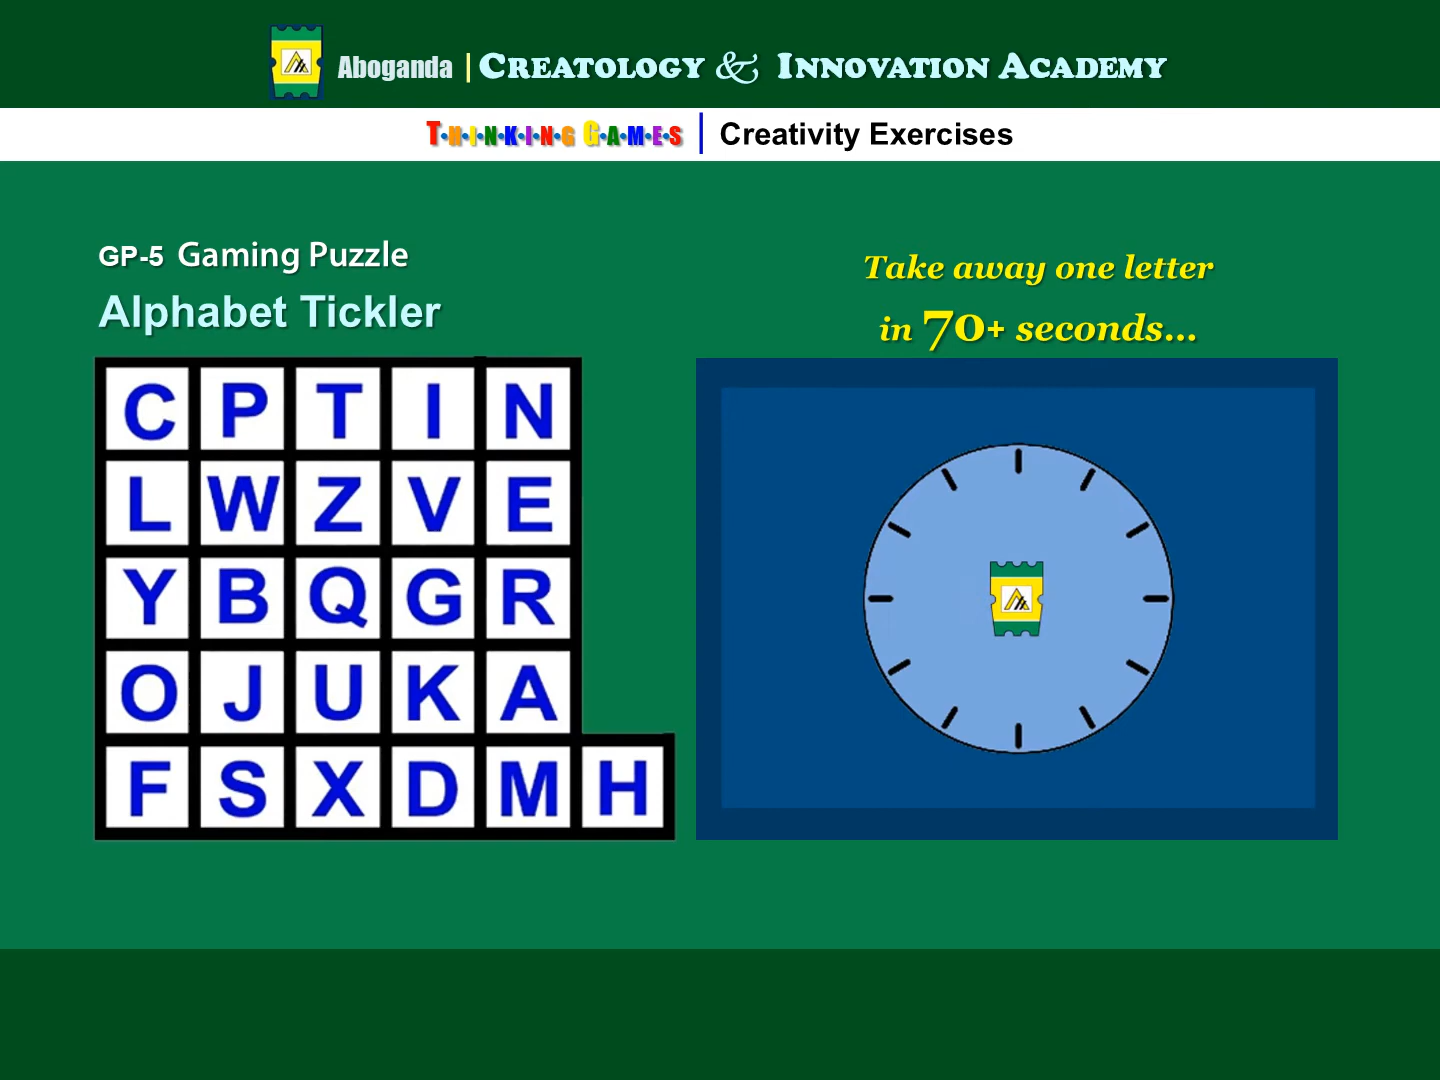 Aboganda | CREATOLOGY & INNOVATION ACADEMY
T•H•I•N•K•I•N•G G•A•M•E•S | Creativity Exercises
GP-5 Gaming Puzzle
Alphabet Tickler
Take away one letter
in 70+ seconds...
C P T I N
L W Z V E
Y B Q G R
O J U K A
F S X D M H